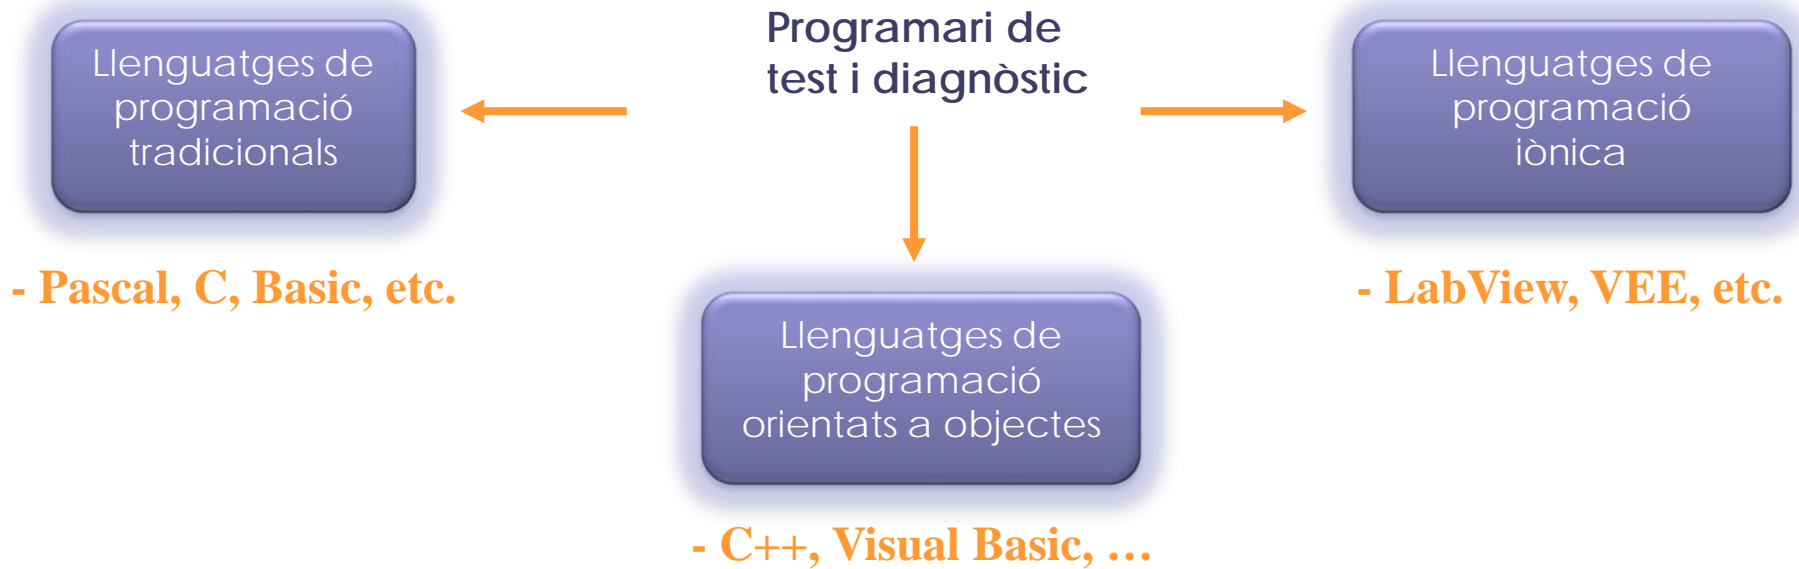 Programari de
test i diagnòstic
Llenguatges de
programació
tradicionals
- Pascal, C, Basic, etc.
Llenguatges de
programació
orientats a objectes
- C++, Visual Basic, …
Llenguatges de
programació
iònica
- LabView, VEE, etc.